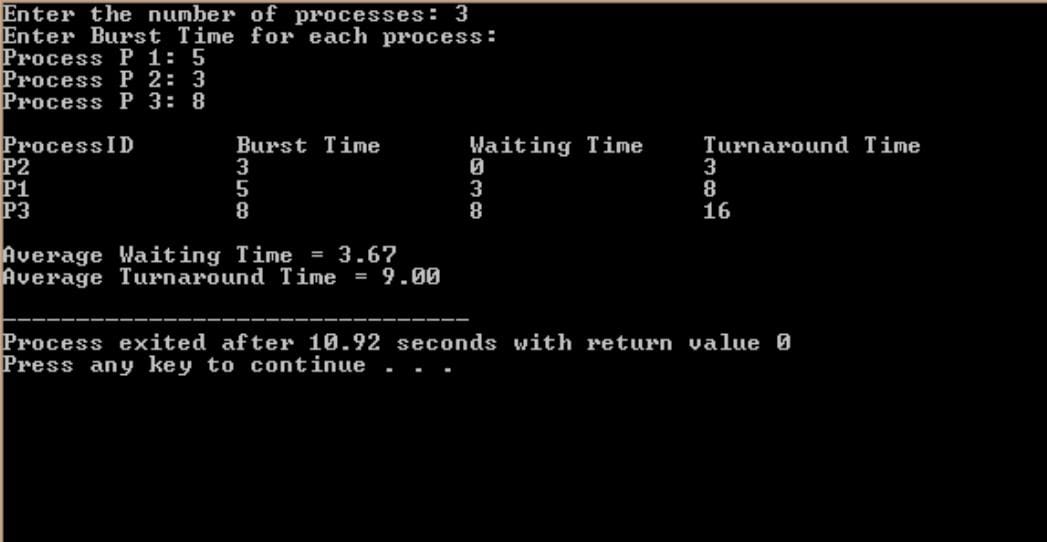 Enter the number of processes: 3
Enter Burst Time for each process:
Process P 1: 5
Process P 2: 3
Process P 3: 8
ProcessID Burst Time Waiting Time Turnaround Time
P2 3 0 3
P1 5 3 8
P3 8 8 16
Average Waiting Time = 3.67
Average Turnaround Time = 9.00
--------------------------------
Process exited after 10.92 seconds with return value 0
Press any key to continue . . .